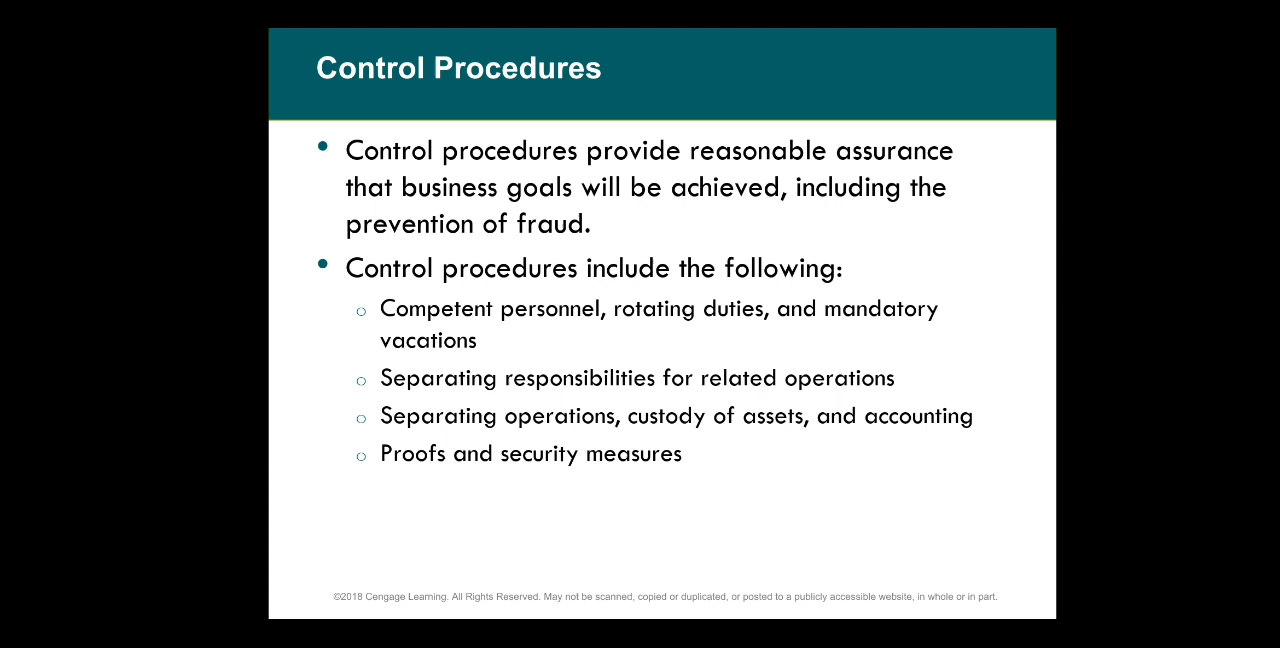 Control Procedures
• Control procedures provide reasonable assurance
that business goals will be achieved, including the
prevention of fraud.
• Control procedures include the following:
o Competent personnel, rotating duties, and mandatory
vacations
o Separating responsibilities for related operations
o Separating operations, custody of assets, and accounting
o Proofs and security measures
©2018 Cengage Learning. All Rights Reserved. May not be scanned, copied or duplicated, or posted to a publicly accessible website, in whole or in part.